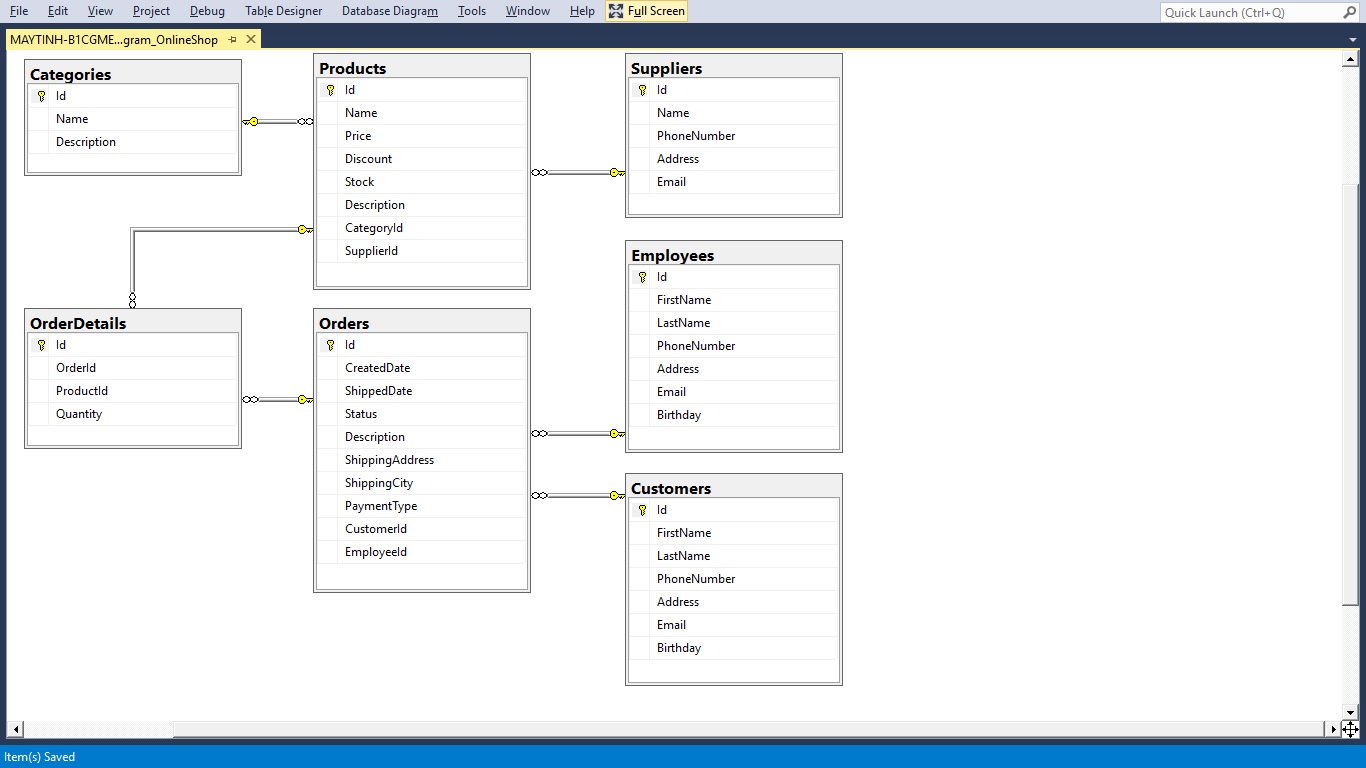 File Edit View Project Debug Table Designer Database Diagram Tools Window Help Full Screen
Quick Launch (Ctrl+Q)
MAYTINH-B1CGME...gram_OnlineShop
Categories
Id
Name
Description
Products
Id
Name
Price
Discount
Stock
Description
CategoryId
SupplierId
Suppliers
Id
Name
PhoneNumber
Address
Email
Employees
Id
FirstName
LastName
PhoneNumber
Address
Email
Birthday
OrderDetails
Id
OrderId
ProductId
Quantity
Orders
Id
CreatedDate
ShippedDate
Status
Description
ShippingAddress
ShippingCity
PaymentType
CustomerId
EmployeeId
Customers
Id
FirstName
LastName
PhoneNumber
Address
Email
Birthday
Item(s) Saved